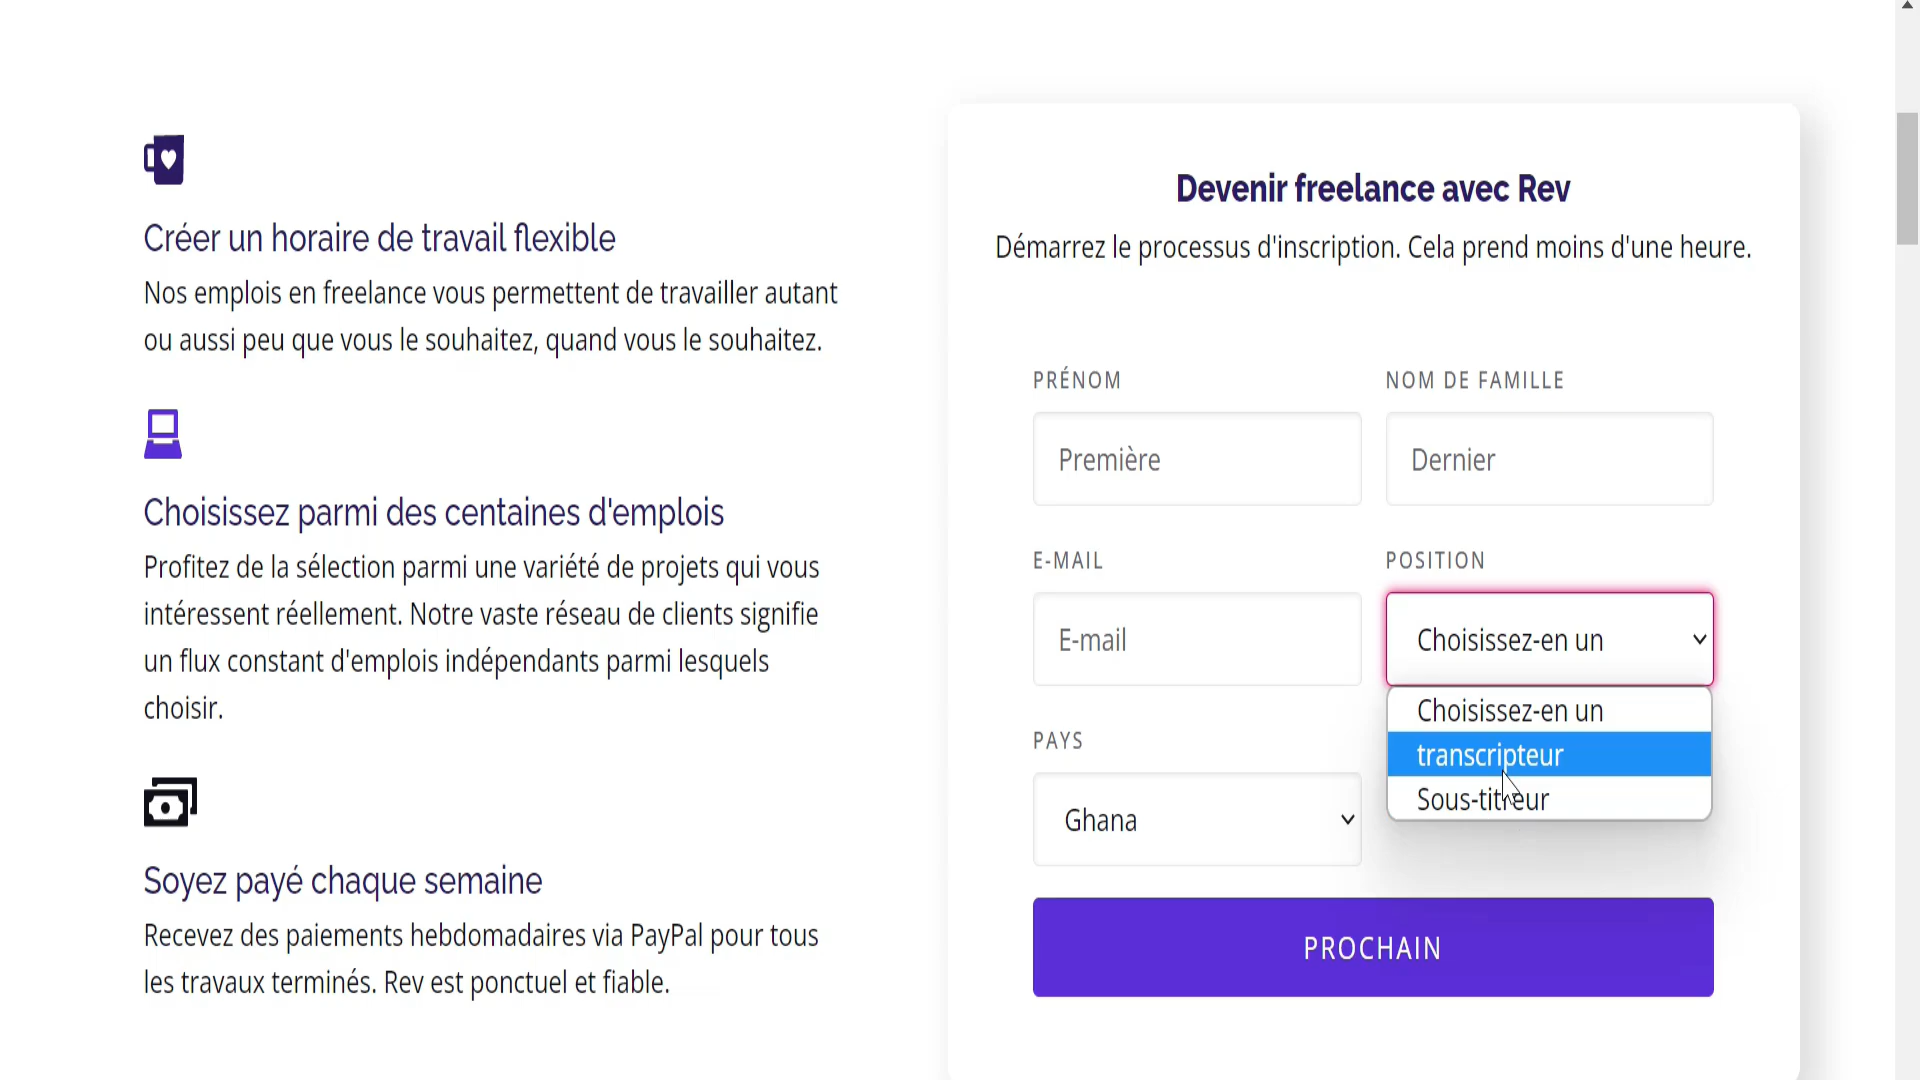 Créer un horaire de travail flexible
Nos emplois en freelance vous permettent de travailler autant
ou aussi peu que vous le souhaitez, quand vous le souhaitez.
Choisissez parmi des centaines d'emplois
Profitez de la sélection parmi une variété de projets qui vous
intéressent réellement. Notre vaste réseau de clients signifie
un flux constant d'emplois indépendants parmi lesquels
choisir.
Soyez payé chaque semaine
Recevez des paiements hebdomadaires via PayPal pour tous
les travaux terminés. Rev est ponctuel et fiable.
Devenir freelance avec Rev
Démarrez le processus d'inscription. Cela prend moins d'une heure.
PRÉNOM
Première
NOM DE FAMILLE
Dernier
E-MAIL
E-mail
POSITION
Choisissez-en un
Choisissez-en un
transcripteur
Sous-titreur
PAYS
Ghana
PROCHAIN